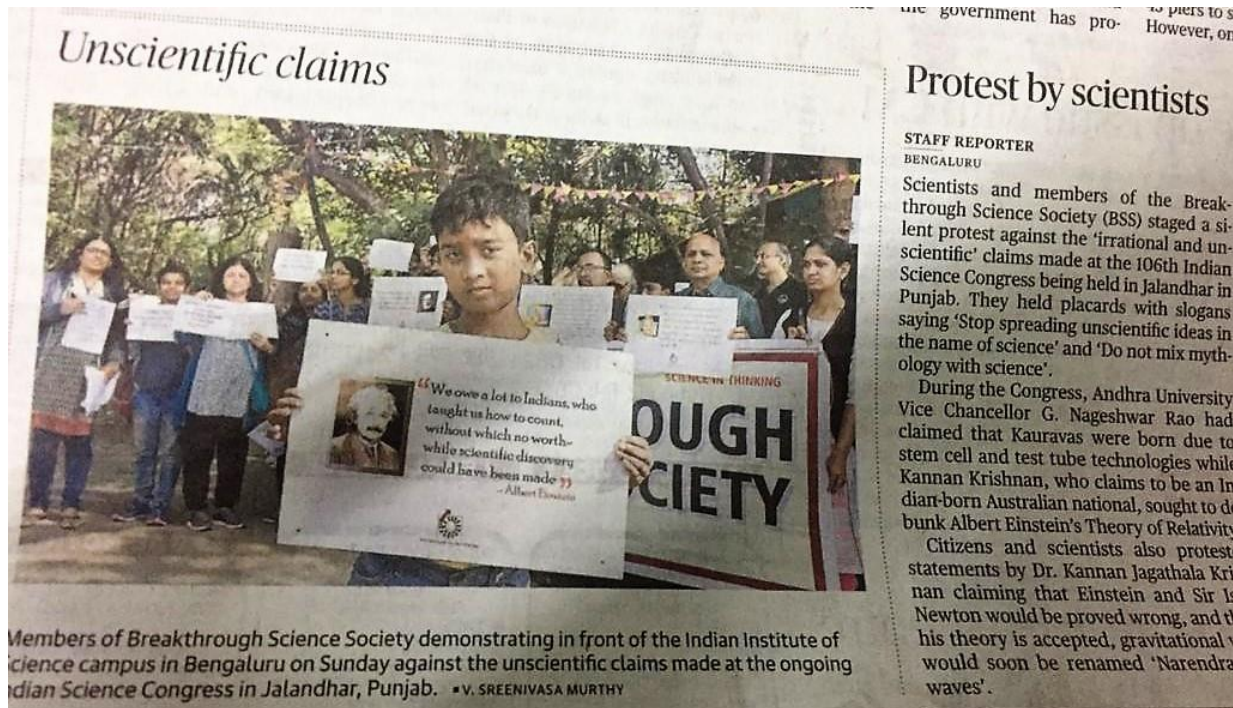 the government has pro-
15 piers to s
However, on
Unscientific claims
SCIENCE IN THINKING
OUGH
CIETY
“We owe a lot to Indians, who
taught us how to count,
without which no worth-
while scientific discovery
could have been made”
- Albert Einstein
Members of Breakthrough Science Society demonstrating in front of the Indian Institute of
cience campus in Bengaluru on Sunday against the unscientific claims made at the ongoing
dian Science Congress in Jalandhar, Punjab. ▪ V. SREENIVASA MURTHY
Protest by scientists
STAFF REPORTER
BENGALURU
Scientists and members of the Break-
through Science Society (BSS) staged a si-
lent protest against the ‘irrational and un-
scientific’ claims made at the 106th Indian
Science Congress being held in Jalandhar in
Punjab. They held placards with slogans
saying ‘Stop spreading unscientific ideas in
the name of science’ and ‘Do not mix myth-
ology with science’.
During the Congress, Andhra University
Vice Chancellor G. Nageshwar Rao had
claimed that Kauravas were born due to
stem cell and test tube technologies while
Kannan Krishnan, who claims to be an In
dian-born Australian national, sought to de
bunk Albert Einstein’s Theory of Relativity
Citizens and scientists also protest
statements by Dr. Kannan Jagathala Kri
nan claiming that Einstein and Sir Is
Newton would be proved wrong, and th
his theory is accepted, gravitational w
would soon be renamed ‘Narendra
waves’.